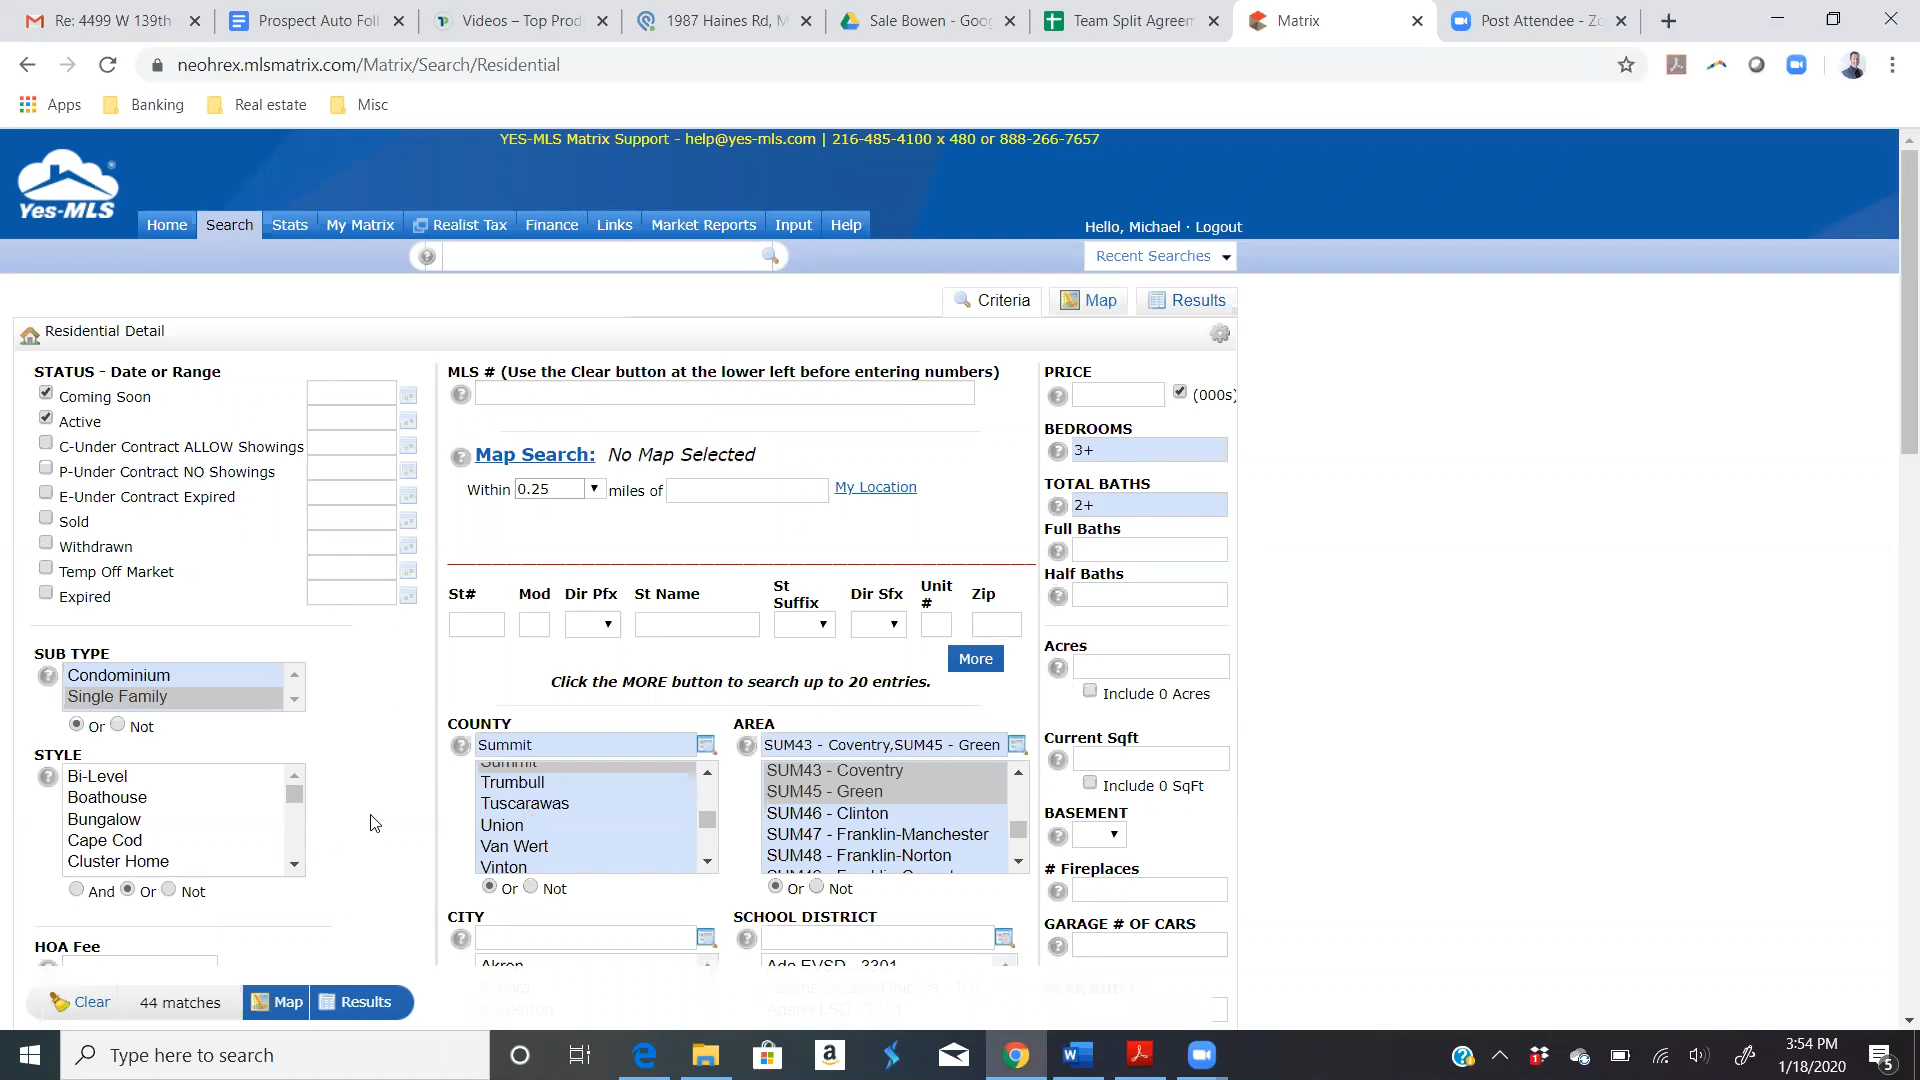 Re: 4499 W 139th
Prospect Auto Foll
Videos – Top Prod
1987 Haines Rd, M
Sale Bowen - Goog
Team Split Agreem
Matrix
Post Attendee - Zo
neohrex.mlsmatrix.com/Matrix/Search/Residential
Apps
Banking
Real estate
Misc
YES-MLS Matrix Support - help@yes-mls.com | 216-485-4100 x 480 or 888-266-7657
Yes-MLS
Home
Search
Stats
My Matrix
Realist Tax
Finance
Links
Market Reports
Input
Help
Hello, Michael · Logout
Recent Searches
Criteria
Map
Results
Residential Detail
STATUS - Date or Range
Coming Soon
Active
C-Under Contract ALLOW Showings
P-Under Contract NO Showings
E-Under Contract Expired
Sold
Withdrawn
Temp Off Market
Expired
SUB TYPE
Condominium
Single Family
Or Not
STYLE
Bi-Level
Boathouse
Bungalow
Cape Cod
Cluster Home
And Or Not
HOA Fee
MLS # (Use the Clear button at the lower left before entering numbers)
Map Search: No Map Selected
Within 0.25 miles of My Location
St# Mod Dir Pfx St Name St Suffix Dir Sfx Unit # Zip
More
Click the MORE button to search up to 20 entries.
COUNTY
Summit
Summit
Trumbull
Tuscarawas
Union
Van Wert
Vinton
Or Not
AREA
SUM43 - Coventry,SUM45 - Green
SUM43 - Coventry
SUM45 - Green
SUM46 - Clinton
SUM47 - Franklin-Manchester
SUM48 - Franklin-Norton
Or Not
CITY
Akron
SCHOOL DISTRICT
Ada EVSD - 3301
PRICE
(000s)
BEDROOMS
3+
TOTAL BATHS
2+
Full Baths
Half Baths
Acres
Include 0 Acres
Current Sqft
Include 0 SqFt
BASEMENT
# Fireplaces
GARAGE # OF CARS
Clear
44 matches
Map
Results
Type here to search
3:54 PM
1/18/2020
5